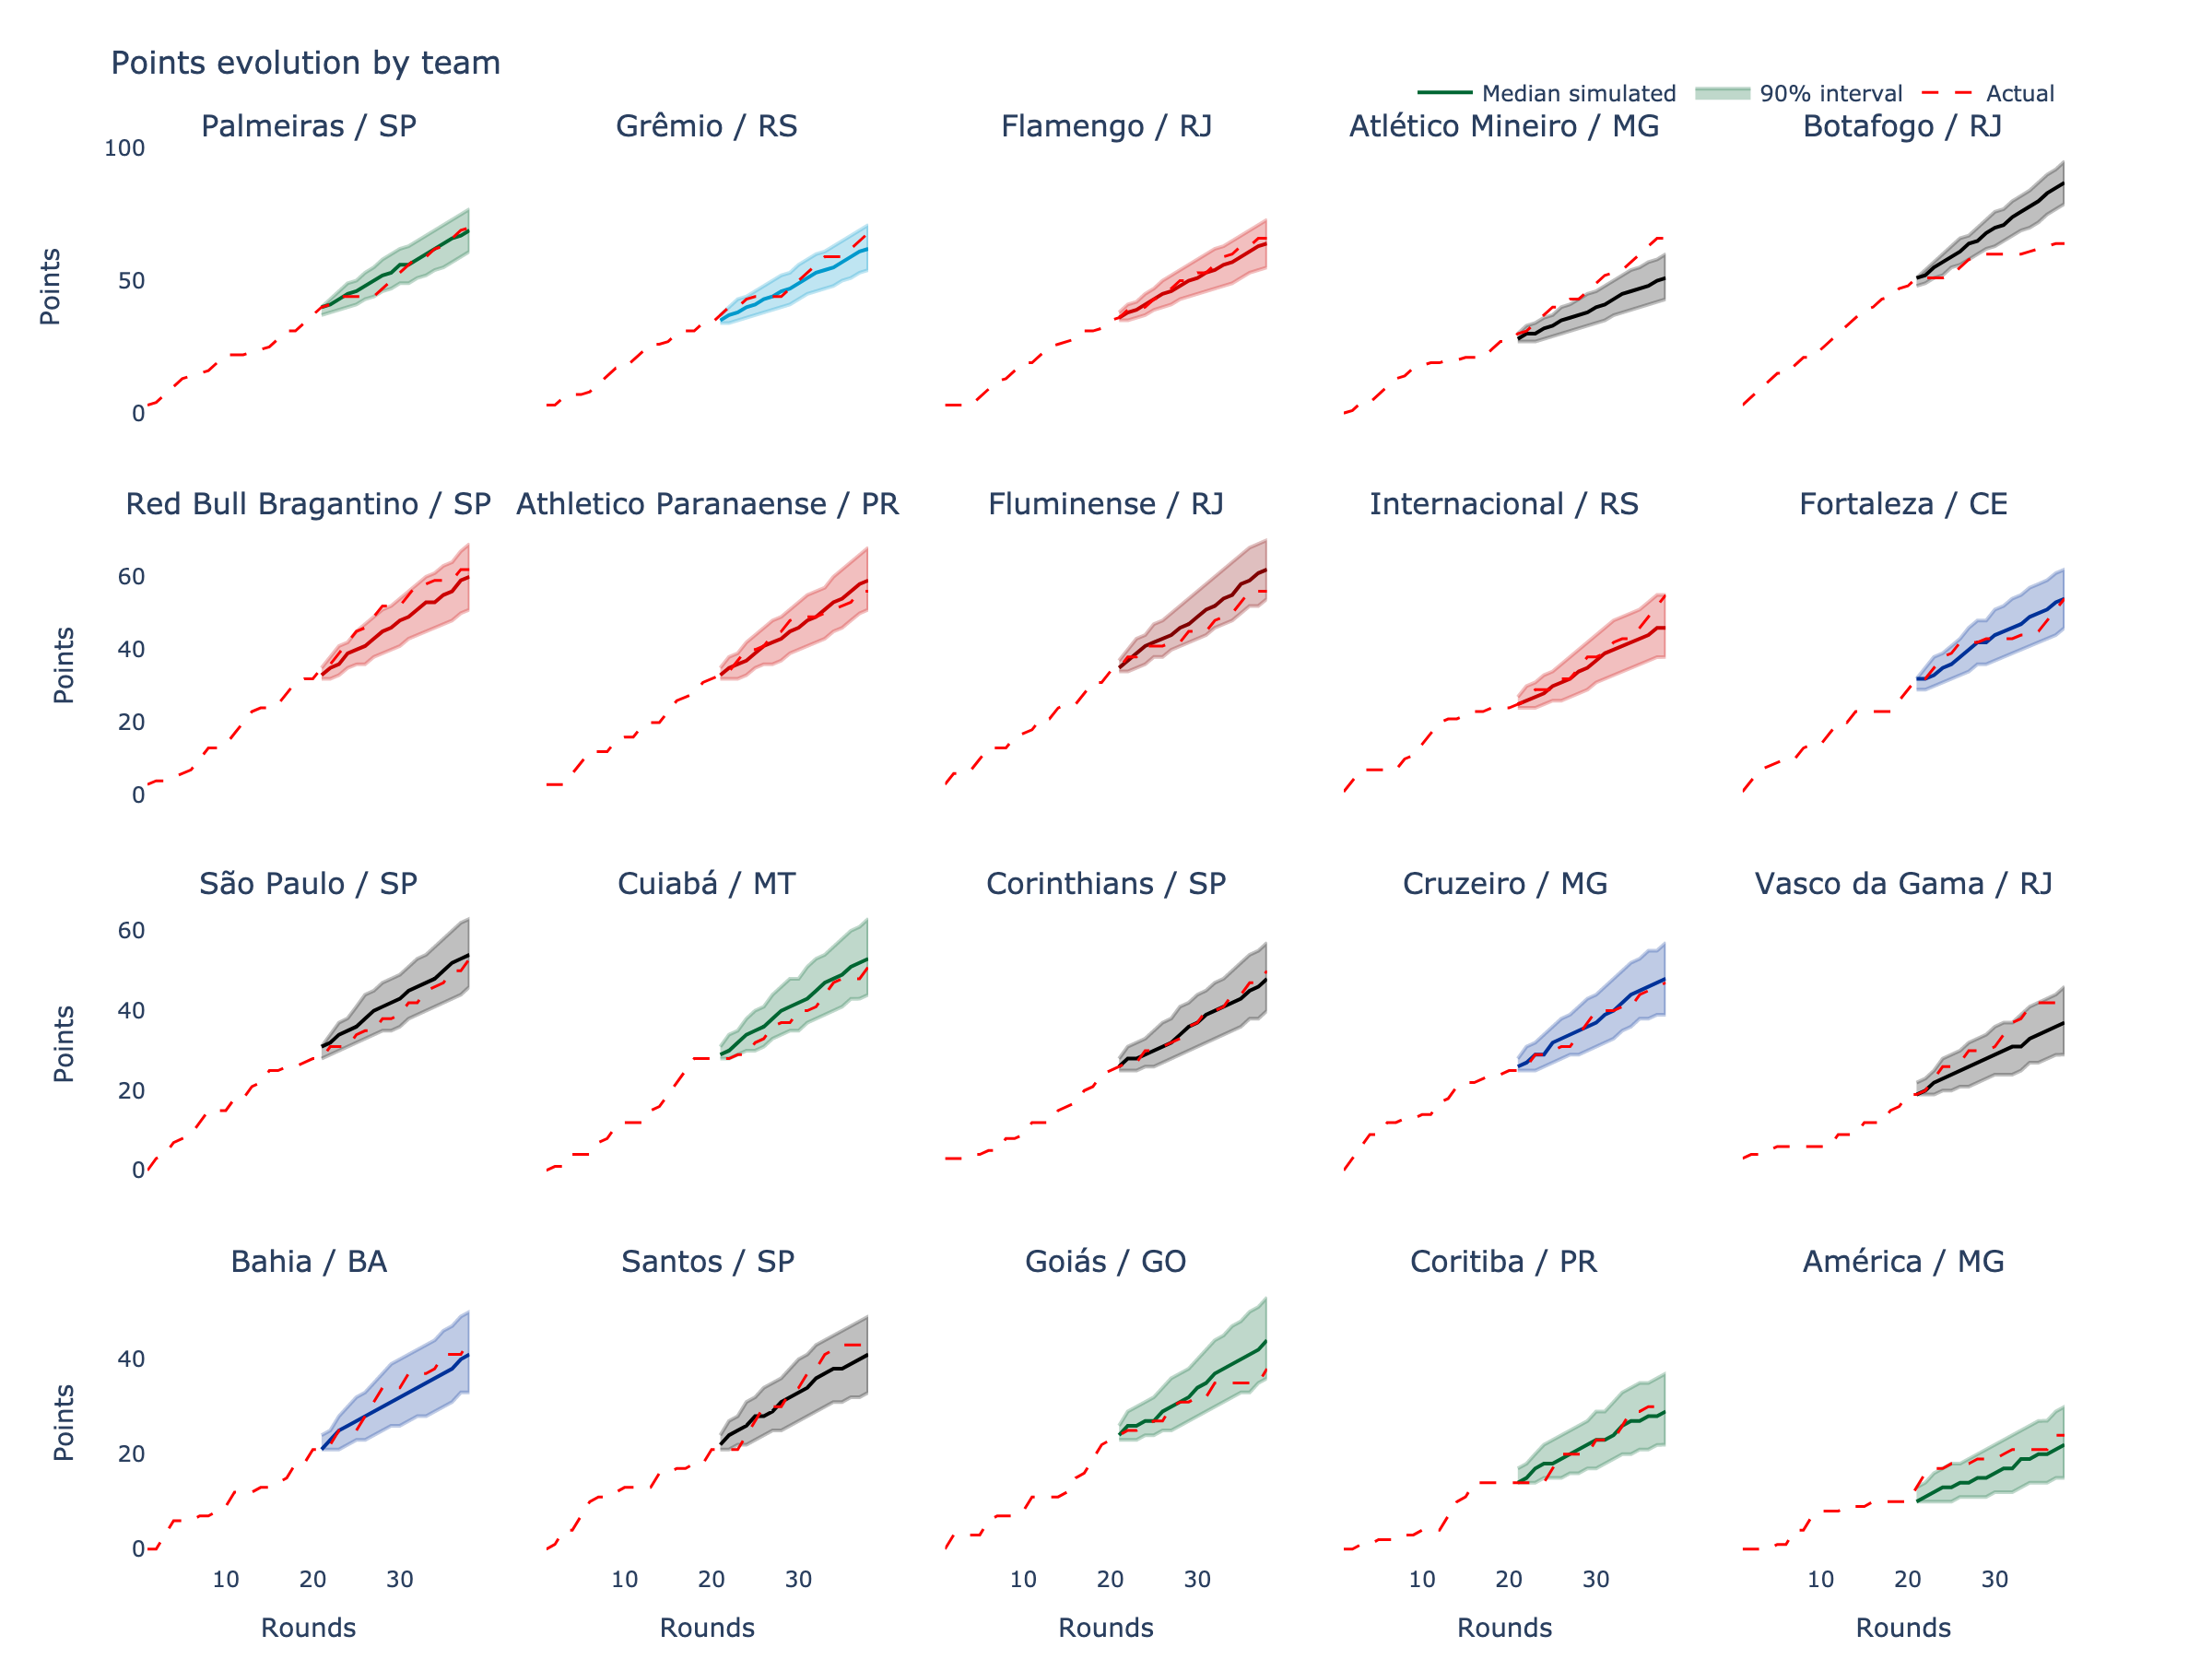 Points evolution by team
Median simulated 90% interval Actual
Palmeiras / SP Grêmio / RS Flamengo / RJ Atlético Mineiro / MG Botafogo / RJ
100
50
0
Points
Red Bull Bragantino / SP Athletico Paranaense / PR Fluminense / RJ Internacional / RS Fortaleza / CE
60
40
20
0
Points
São Paulo / SP Cuiabá / MT Corinthians / SP Cruzeiro / MG Vasco da Gama / RJ
60
40
20
0
Points
Bahia / BA Santos / SP Goiás / GO Coritiba / PR América / MG
40
20
0
Points
10 20 30 10 20 30 10 20 30 10 20 30 10 20 30
Rounds Rounds Rounds Rounds Rounds